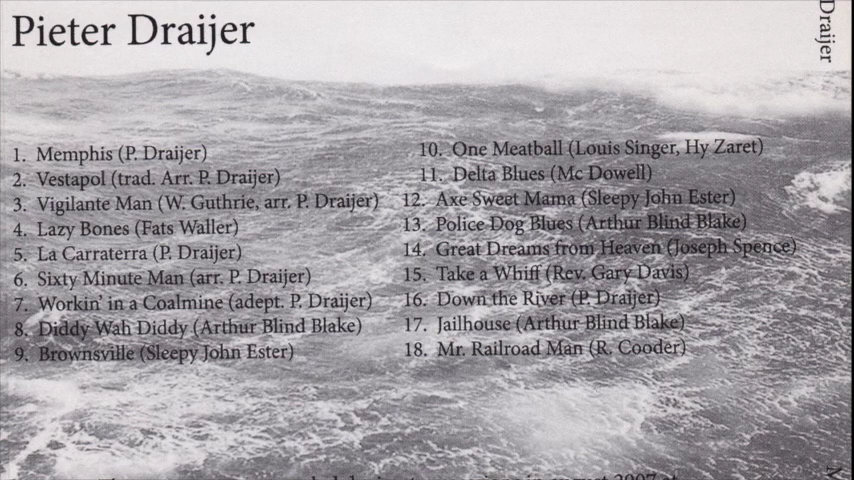 Pieter Draijer
Draijer
1. Memphis (P. Draijer)
2. Vestapol (trad. Arr. P. Draijer)
3. Vigilante Man (W. Guthrie, arr. P. Draijer)
4. Lazy Bones (Fats Waller)
5. La Carraterra (P. Draijer)
6. Sixty Minute Man (arr. P. Draijer)
7. Workin' in a Coalmine (adept. P. Draijer)
8. Diddy Wah Diddy (Arthur Blind Blake)
9. Brownsville (Sleepy John Ester)
10. One Meatball (Louis Singer, Hy Zaret)
11. Delta Blues (Mc Dowell)
12. Axe Sweet Mama (Sleepy John Ester)
13. Police Dog Blues (Arthur Blind Blake)
14. Great Dreams from Heaven (Joseph Spence)
15. Take a Whiff (Rev. Gary Davis)
16. Down the River (P. Draijer)
17. Jailhouse (Arthur Blind Blake)
18. Mr. Railroad Man (R. Cooder)
in august 2007 at